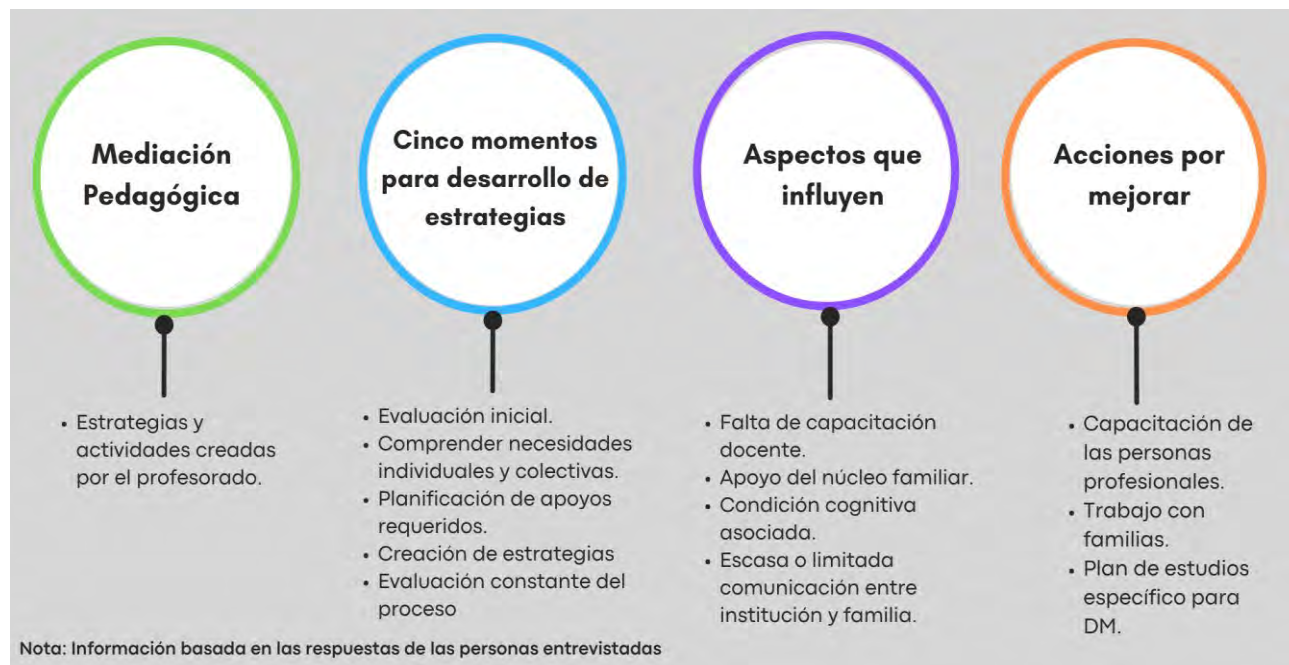 Mediación
Pedagógica
Cinco momentos
para desarrollo de
estrategias
Aspectos que
influyen
Acciones por
mejorar
• Estrategias y
actividades creadas
por el profesorado.
• Evaluación inicial.
• Comprender necesidades
individuales y colectivas.
• Planificación de apoyos
requeridos.
• Creación de estrategias
• Evaluación constante del
proceso
• Falta de capacitación
docente.
• Apoyo del núcleo familiar.
• Condición cognitiva
asociada.
• Escasa o limitada
comunicación entre
institución y familia.
• Capacitación de
las personas
profesionales.
• Trabajo con
familias.
• Plan de estudios
específico para
DM.
Nota: Información basada en las respuestas de las personas entrevistadas